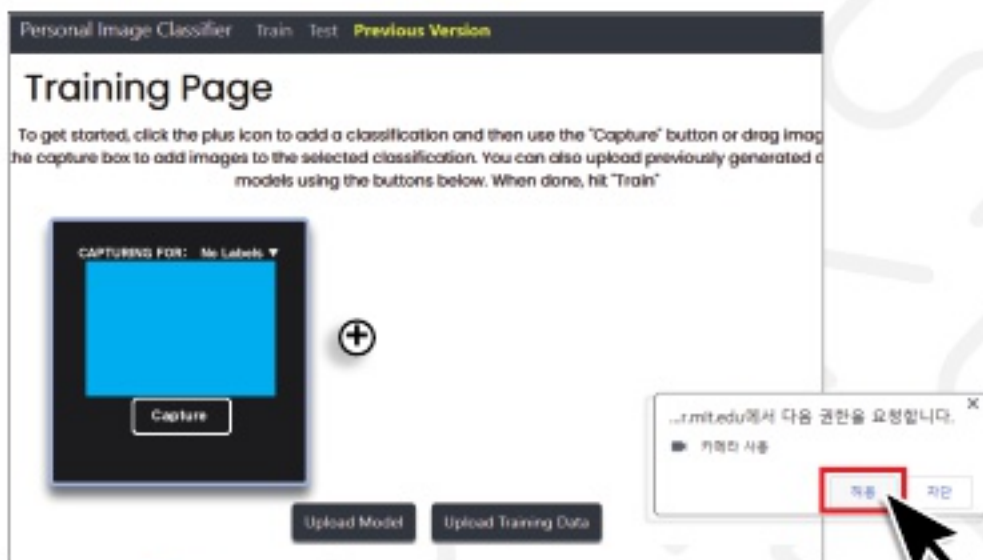 Personal Image Classifier Train Test Previous Version
Training Page
To get started, click the plus icon to add a classification and then use the "Capture" button or drag imag
he capture box to add images to the selected classification. You can also upload previously generated
models using the buttons below. When done, hit "Train"
CAPTURING FOR: No Labels ▼
Capture
...r.mit.edu에서 다음 권한을 요청합니다. ×
카메라 사용
허용 차단
Upload Model Upload Training Data